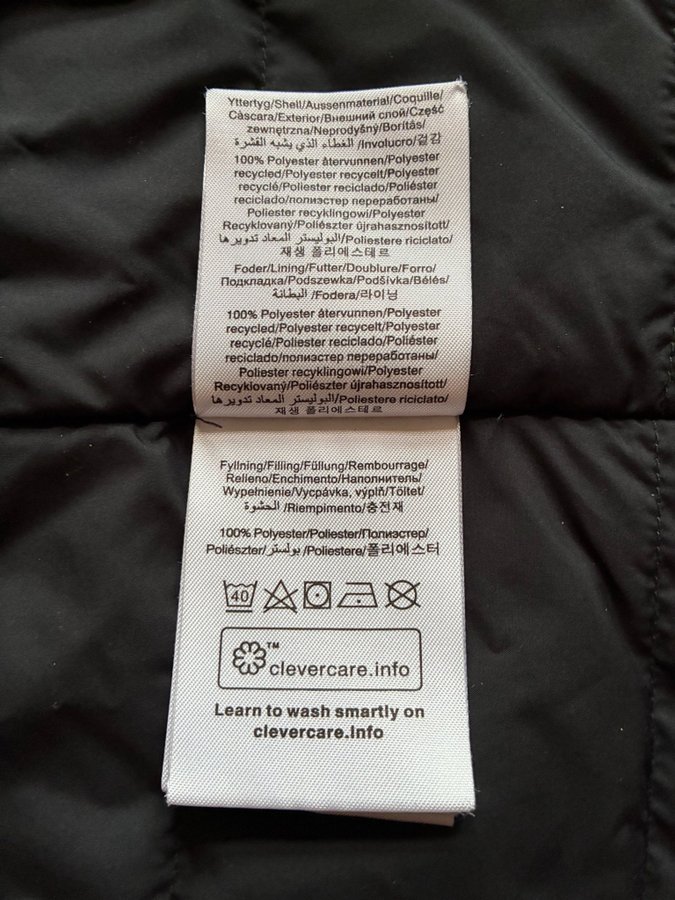 Yttertyg/Shell/Aussenmaterial/Coquille/
Càscara/Exterior/Внешний слой/Część
zewnętrzna/Neprodyšný/Borítás/
الغطاء الذي يشبه القشرة /Involucro/겉감
100% Polyester återvunnen/Polyester
recycled/Polyester recycelt/Polyester
recyclé/Poliester reciclado/Poliéster
reciclado/полиэстер переработаны/
Poliester recyklingowi/Polyester
Recyklovaný/Poliészter újrahasznosított/
البوليستر المعاد تدويرها/Poliestere riciclato/
재생 폴리에스테르
Foder/Lining/Futter/Doublure/Forro/
Подкладка/Podszewka/Podšívka/Bélés/
البطانة /Fodera/라이닝
100% Polyester återvunnen/Polyester
recycled/Polyester recycelt/Polyester
recyclé/Poliester reciclado/Poliéster
reciclado/полиэстер переработаны/
Poliester recyklingowi/Polyester
Recyklovaný/Poliészter újrahasznosított/
البوليستر المعاد تدويرها/Poliestere riciclato/
재생 폴리에스테르
Fyllning/Filling/Füllung/Rembourrage/
Relleno/Enchimento/Наполнитель/
Wypełnienie/Vycpávka, výplň/Töltet/
الحشوة /Riempimento/충전재
100% Polyester/Poliester/Полиэстер/
Poliészter/بولستر /Poliestere/폴리에스터
40
™
clevercare.info
Learn to wash smartly on
clevercare.Info